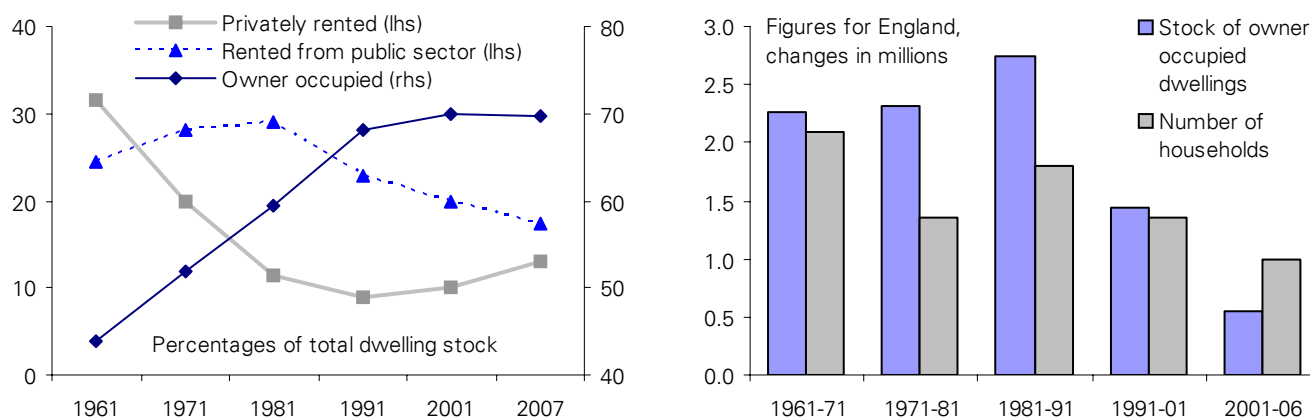 Privately rented (lhs)
Rented from public sector (lhs)
Owner occupied (rhs)
40
30
20
10
0
80
70
60
50
40
Percentages of total dwelling stock
1961 1971 1981 1991 2001 2007
Figures for England,
changes in millions
Stock of owner
occupied
dwellings
Number of
households
3.0
2.5
2.0
1.5
1.0
0.5
0.0
1961-71 1971-81 1981-91 1991-01 2001-06